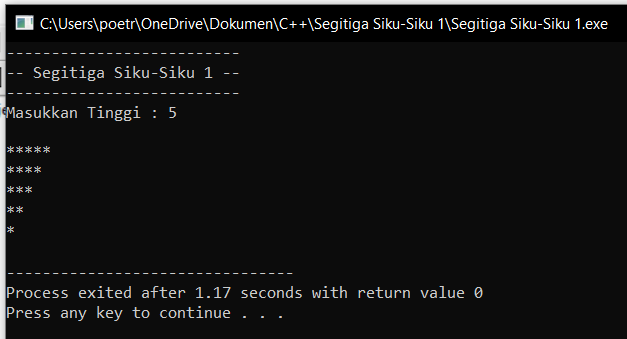 C:\Users\poetr\OneDrive\Dokumen\C++\Segitiga Siku-Siku 1\Segitiga Siku-Siku 1.exe
--------------------------
-- Segitiga Siku-Siku 1 --
--------------------------
Masukkan Tinggi : 5
*****
****
***
**
*
--------------------------------
Process exited after 1.17 seconds with return value 0
Press any key to continue . . .